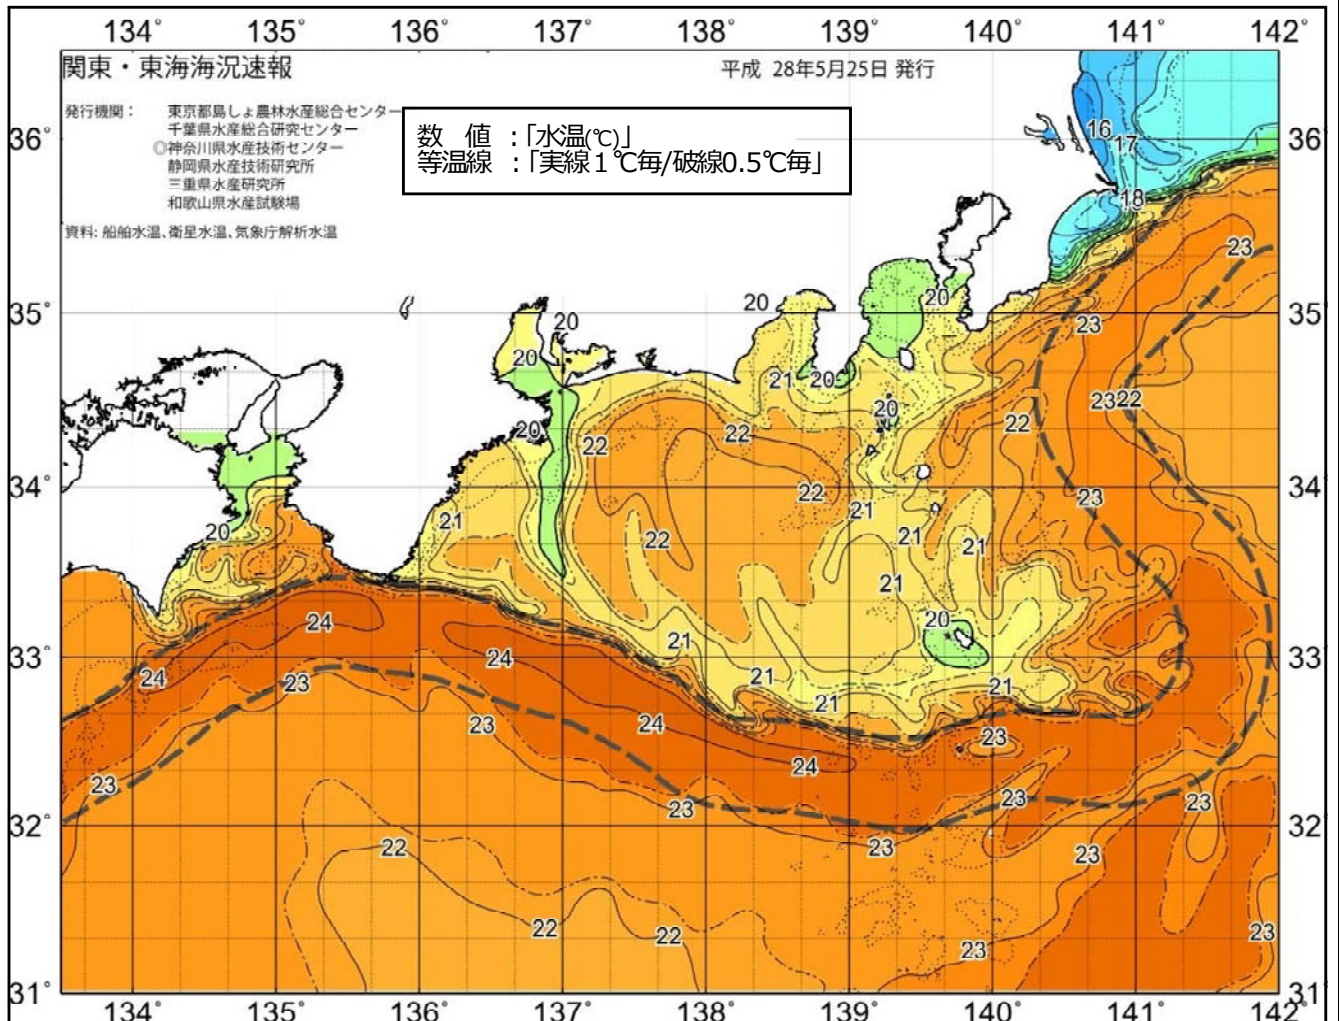 134° 135° 136° 137° 138° 139° 140° 141° 142°
関東・東海海況速報
平成 28年5月25日 発行
発行機関： 東京都島しょ農林水産総合センター
千葉県水産総合研究センター
◎神奈川県水産技術センター
静岡県水産技術研究所
三重県水産研究所
和歌山県水産試験場
資料: 船舶水温、衛星水温、気象庁解析水温
数　値　：「水温(℃)」
等温線　：「実線１℃毎/破線0.5℃毎」
16
36° 17 36°
18
23
20 20
35° 20 35°
23
20
21 20
23 22
20 20 22
22 22
22 23
34° 34°
21 21
20 22 21 21
21
24 20
21
33° 24 33°
24 23 21 21
21
23 24 23
24
23 23
23 23
32° 32°
22 23 23
22 22 23 23
31° 31
134° 135° 136° 137° 138° 139° 140° 141° 142°